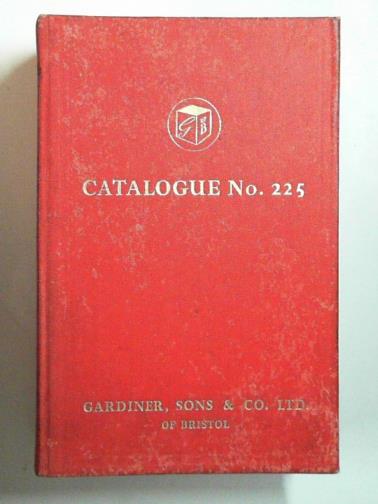 G
B
CATALOGUE No. 225
GARDINER, SONS & CO. LTD.
OF BRISTOL